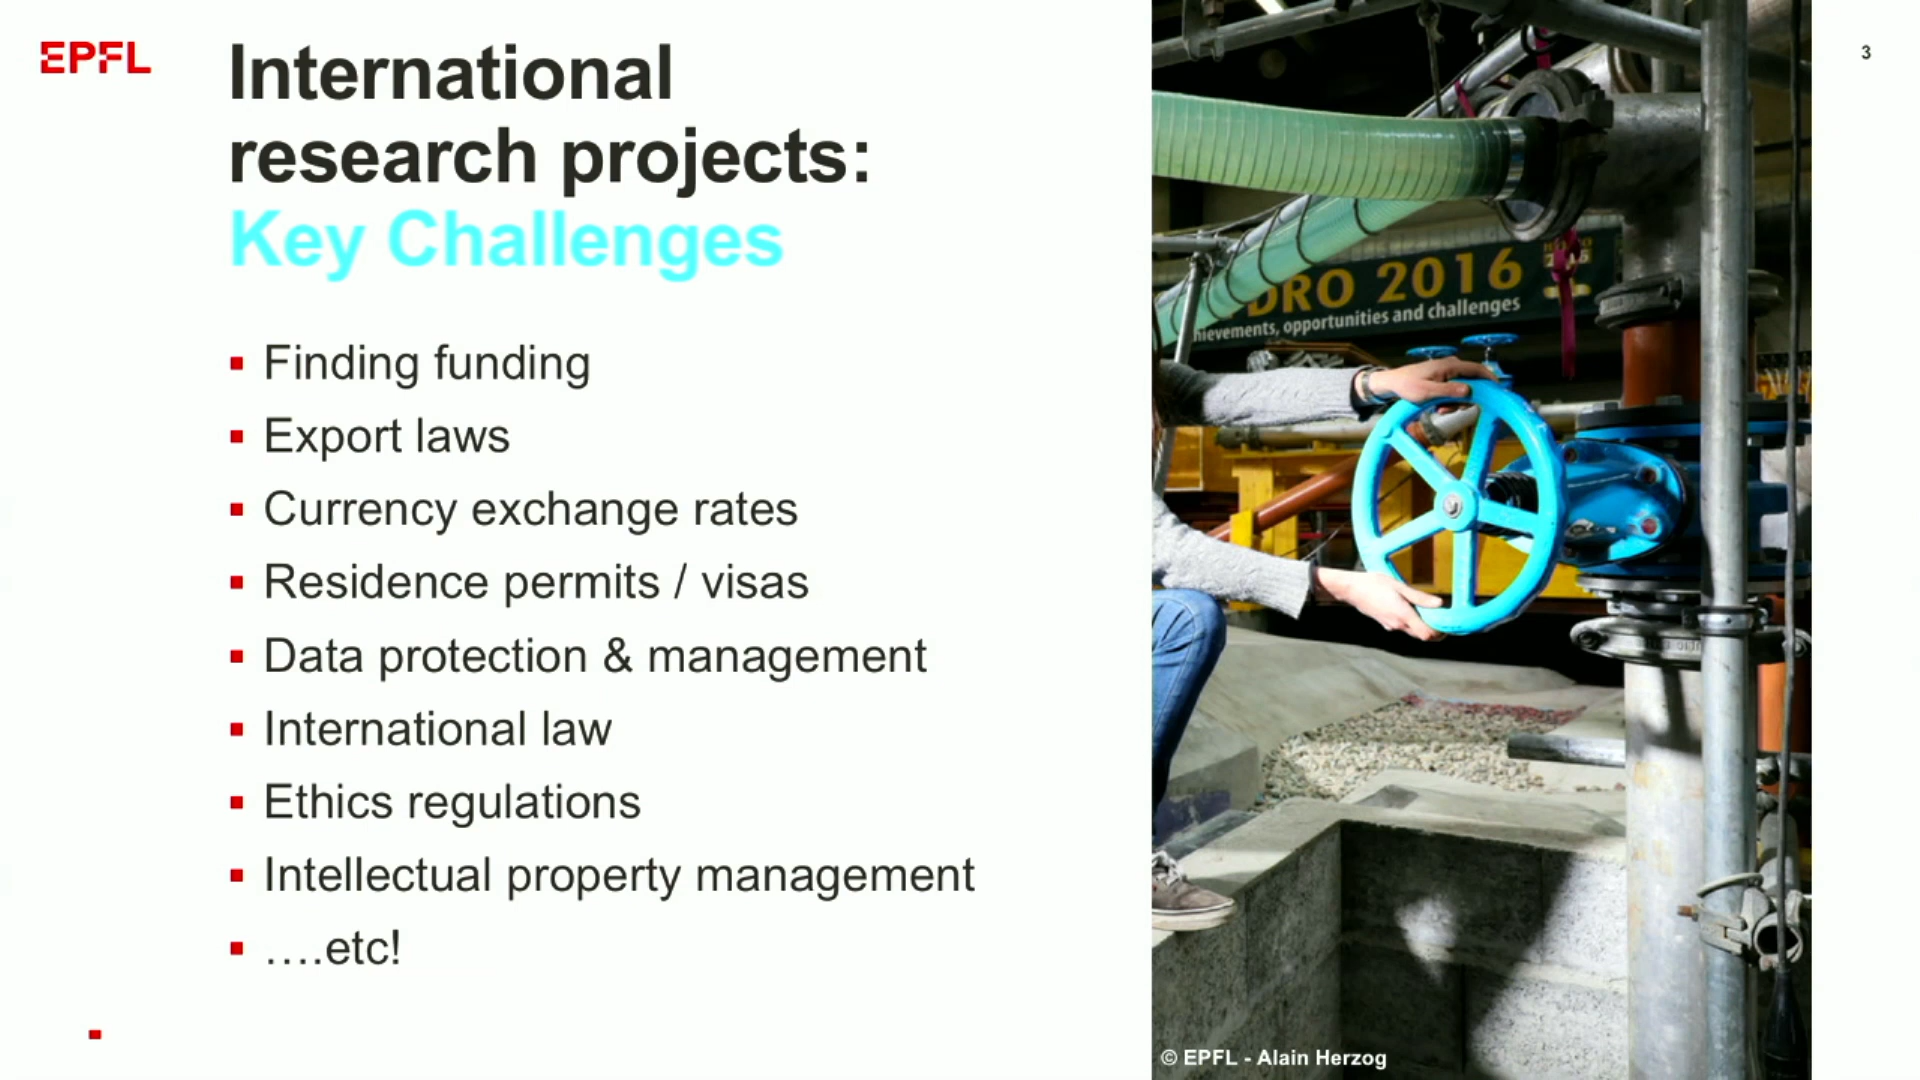 EPFL
International
research projects:
Key Challenges
3
▪ Finding funding
▪ Export laws
▪ Currency exchange rates
▪ Residence permits / visas
▪ Data protection & management
▪ International law
▪ Ethics regulations
▪ Intellectual property management
▪ ….etc!
DRO 2016
hievements, opportunities and challenges
© EPFL - Alain Herzog